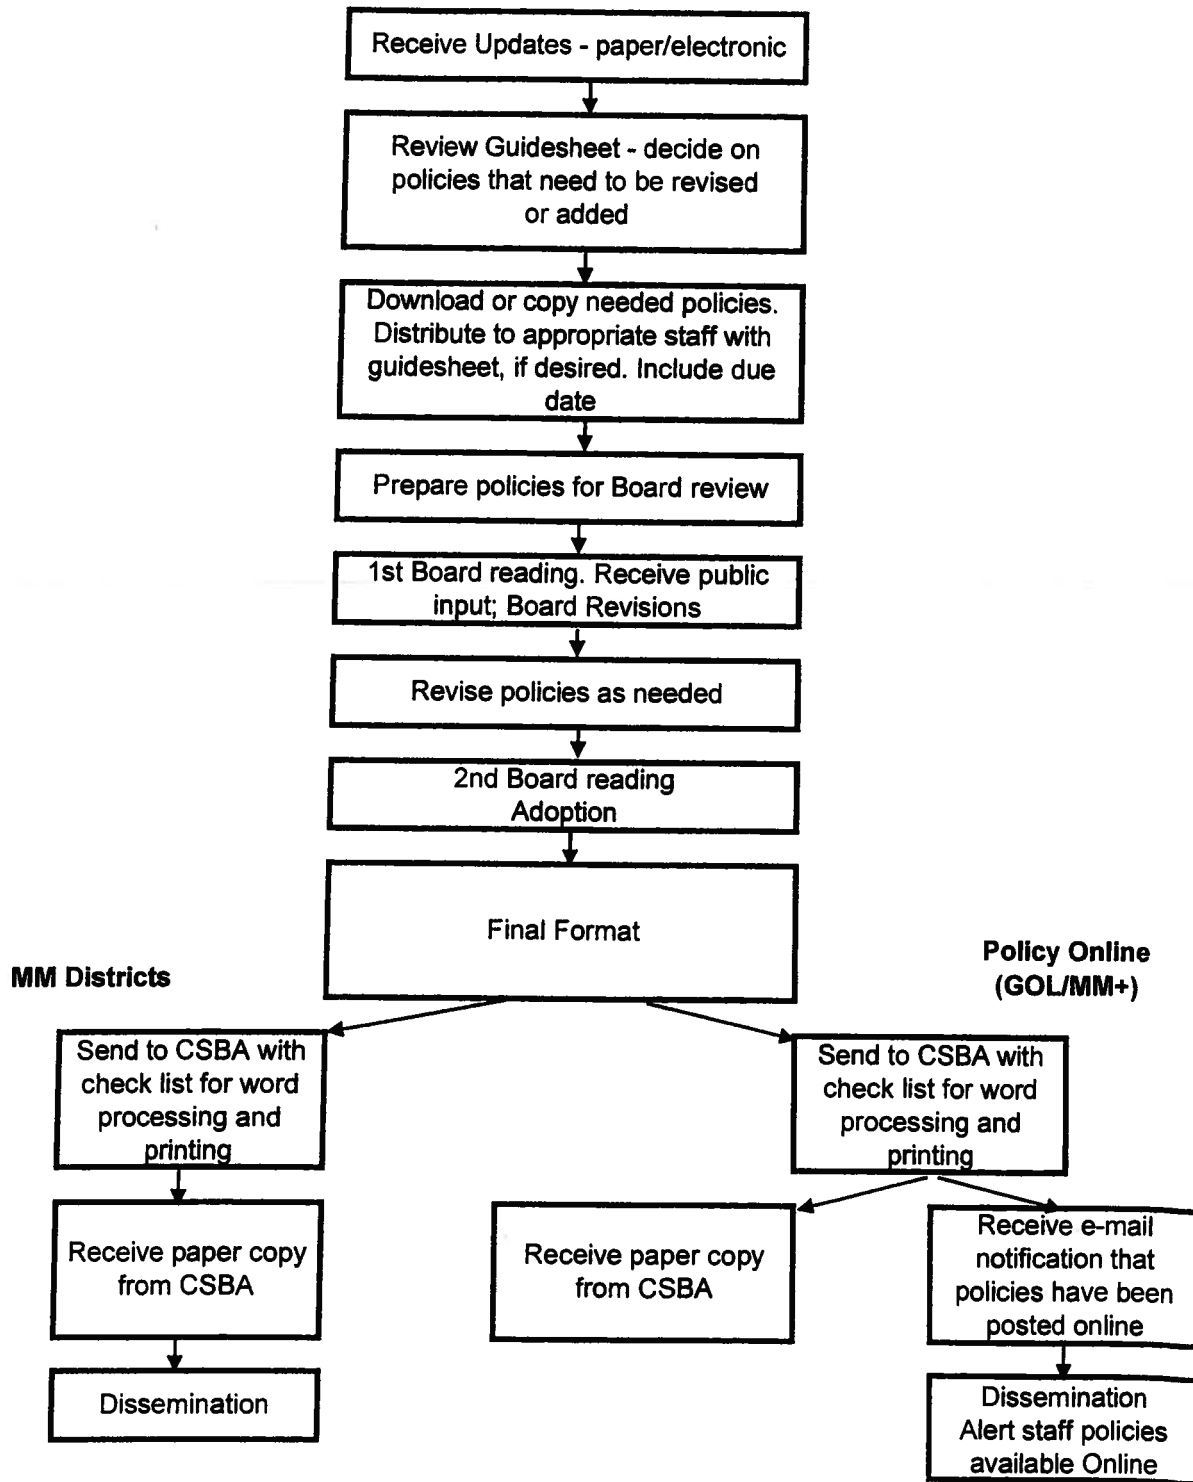 Receive Updates - paper/electronic
Review Guidesheet - decide on
policies that need to be revised
or added
Download or copy needed policies.
Distribute to appropriate staff with
guidesheet, if desired. Include due
date
Prepare policies for Board review
1st Board reading. Receive public
input; Board Revisions
Revise policies as needed
2nd Board reading
Adoption
Final Format
MM Districts
Policy Online
(GOL/MM+)
Send to CSBA with
check list for word
processing and
printing
Receive paper copy
from CSBA
Dissemination
Send to CSBA with
check list for word
processing and
printing
Receive paper copy
from CSBA
Receive e-mail
notification that
policies have been
posted online
Dissemination
Alert staff policies
available Online